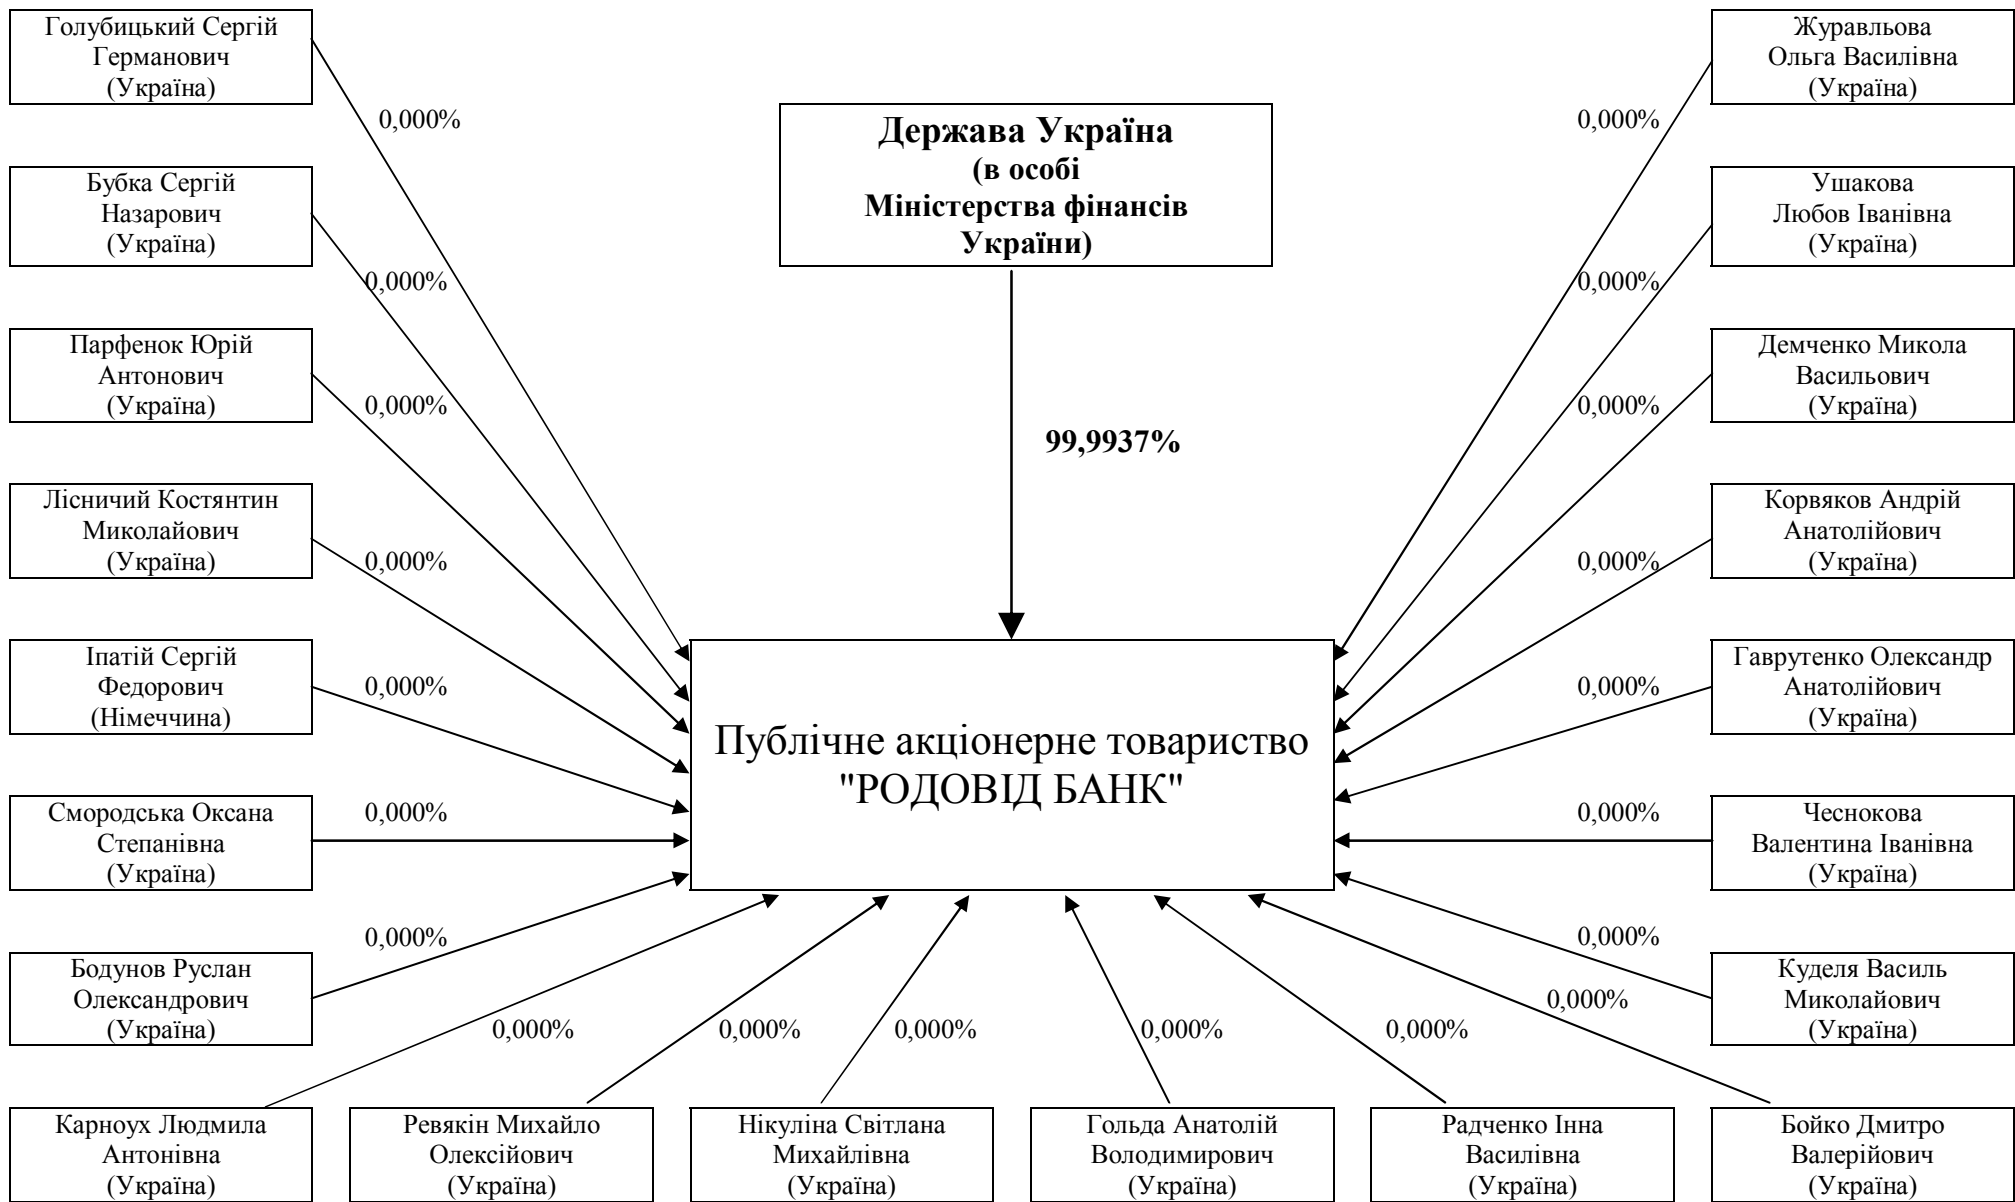 Голубицький Сергій
Германович
(Україна)
0,000%
Держава Україна
(в особі
Міністерства фінансів
України)
0,000%
Журавльова
Ольга Василівна
(Україна)
Бубка Сергій
Назарович
(Україна)
0,000%
0,000%
Ушакова
Любов Іванівна
(Україна)
Парфенок Юрій
Антонович
(Україна)
0,000%
99,9937%
0,000%
Демченко Микола
Васильович
(Україна)
Лісничий Костянтин
Миколайович
(Україна)
0,000%
0,000%
Корвяков Андрій
Анатолійович
(Україна)
Іпатій Сергій
Федорович
(Німеччина)
0,000%
Публічне акціонерне товариство
"РОДОВІД БАНК"
0,000%
Гаврутенко Олександр
Анатолійович
(Україна)
Смородська Оксана
Степанівна
(Україна)
0,000%
0,000%
Чеснокова
Валентина Іванівна
(Україна)
Бодунов Руслан
Олександрович
(Україна)
0,000%
0,000%
Куделя Василь
Миколайович
(Україна)
0,000%
0,000%
0,000%
0,000%
0,000%
0,000%
Карноух Людмила
Антонівна
(Україна)
Ревякін Михайло
Олексійович
(Україна)
Нікуліна Світлана
Михайлівна
(Україна)
Гольда Анатолій
Володимирович
(Україна)
Радченко Інна
Василівна
(Україна)
Бойко Дмитро
Валерійович
(Україна)